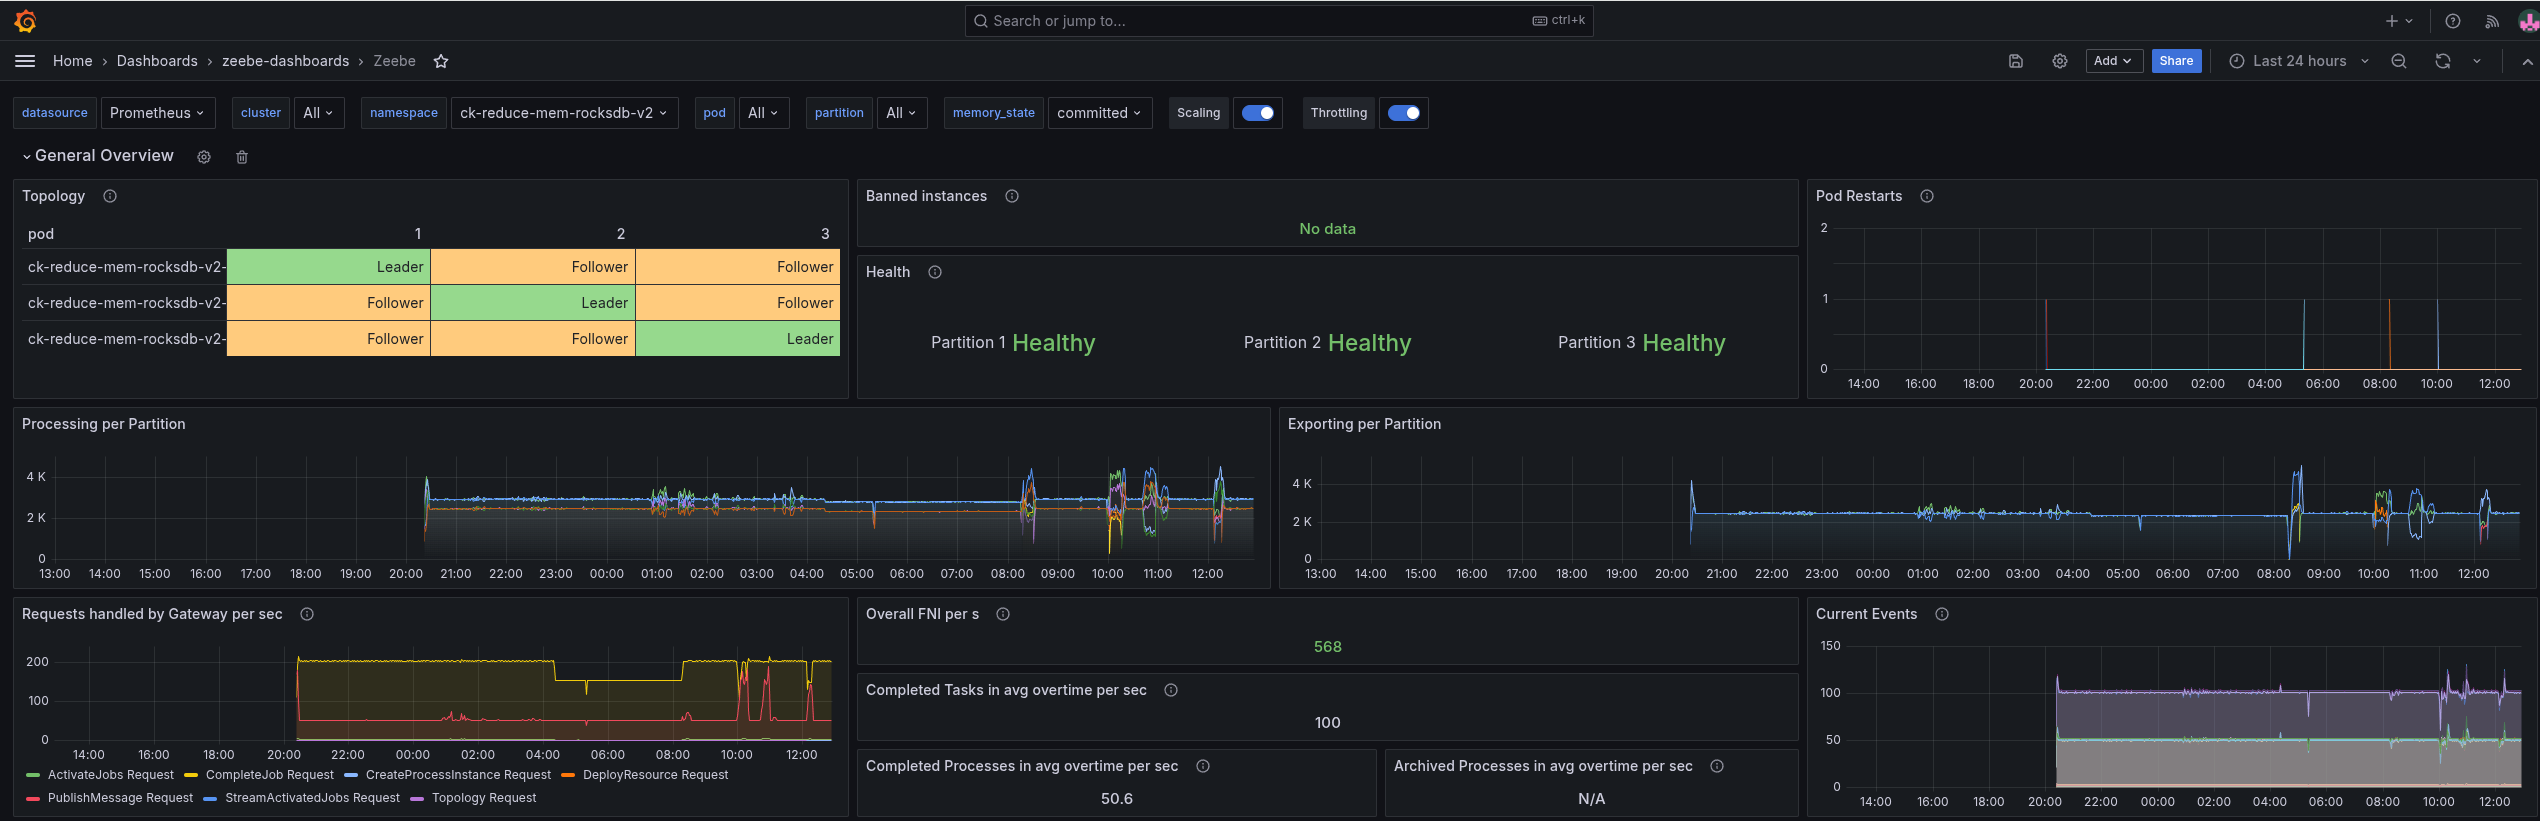 Search or jump to... ctrl+k
Home › Dashboards › zeebe-dashboards › Zeebe Add Share Last 24 hours
datasource Prometheus cluster All namespace ck-reduce-mem-rocksdb-v2 pod All partition All memory_state committed Scaling Throttling
General Overview
Topology
pod 1 2 3
ck-reduce-mem-rocksdb-v2- Leader Follower Follower
ck-reduce-mem-rocksdb-v2- Follower Leader Follower
ck-reduce-mem-rocksdb-v2- Follower Follower Leader
Banned instances
No data
Health
Partition 1 Healthy Partition 2 Healthy Partition 3 Healthy
Pod Restarts
2
1
0
14:00 16:00 18:00 20:00 22:00 00:00 02:00 04:00 06:00 08:00 10:00 12:00
Processing per Partition
4 K
2 K
0
13:00 14:00 15:00 16:00 17:00 18:00 19:00 20:00 21:00 22:00 23:00 00:00 01:00 02:00 03:00 04:00 05:00 06:00 07:00 08:00 09:00 10:00 11:00 12:00
Exporting per Partition
4 K
2 K
0
13:00 14:00 15:00 16:00 17:00 18:00 19:00 20:00 21:00 22:00 23:00 00:00 01:00 02:00 03:00 04:00 05:00 06:00 07:00 08:00 09:00 10:00 11:00 12:00
Requests handled by Gateway per sec
200
100
0
14:00 16:00 18:00 20:00 22:00 00:00 02:00 04:00 06:00 08:00 10:00 12:00
ActivateJobs Request CompleteJob Request CreateProcessInstance Request DeployResource Request
PublishMessage Request StreamActivatedJobs Request Topology Request
Overall FNI per s
568
Completed Tasks in avg overtime per sec
100
Completed Processes in avg overtime per sec
50.6
Archived Processes in avg overtime per sec
N/A
Current Events
150
100
50
0
14:00 16:00 18:00 20:00 22:00 00:00 02:00 04:00 06:00 08:00 10:00 12:00